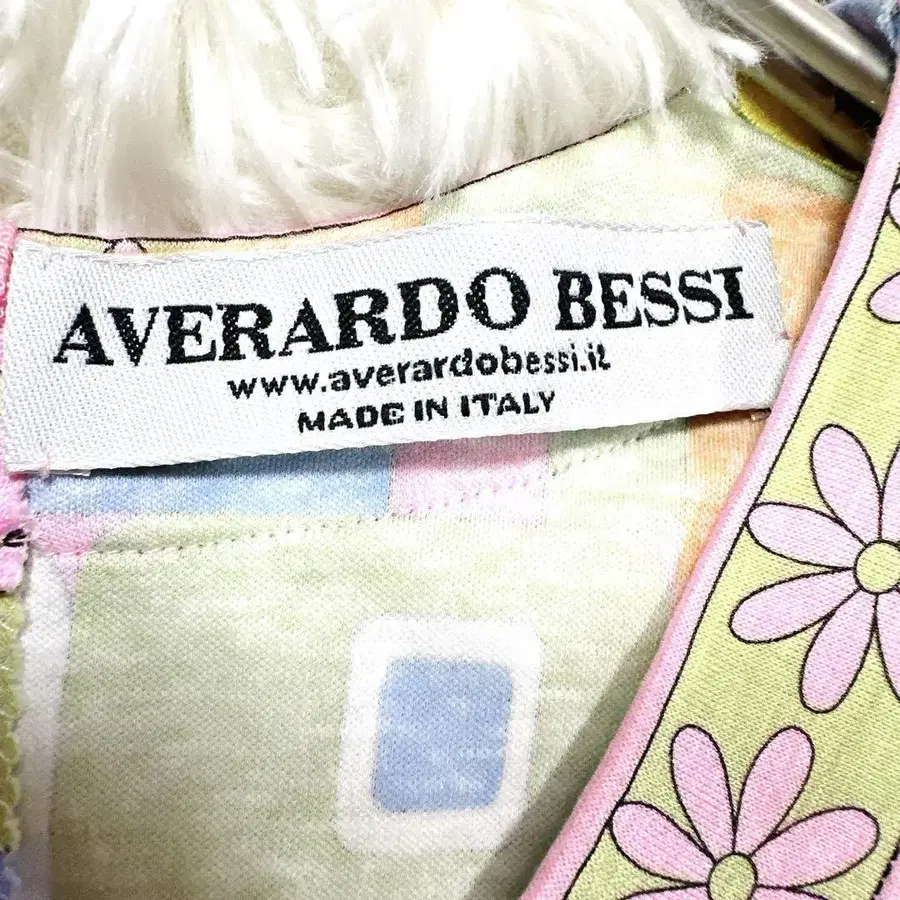 AVERARDO BESSI
www.averardobessi.it
MADE IN ITALY